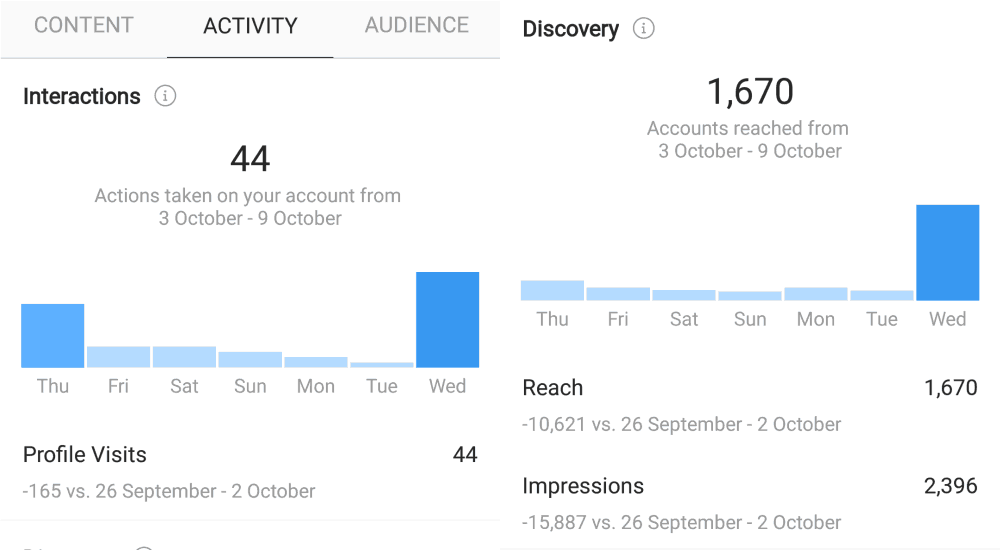 CONTENT ACTIVITY AUDIENCE
Interactions
44
Actions taken on your account from
3 October - 9 October
Thu Fri Sat Sun Mon Tue Wed
Profile Visits 44
-165 vs. 26 September - 2 October
Discovery
1,670
Accounts reached from
3 October - 9 October
Thu Fri Sat Sun Mon Tue Wed
Reach 1,670
-10,621 vs. 26 September - 2 October
Impressions 2,396
-15,887 vs. 26 September - 2 October